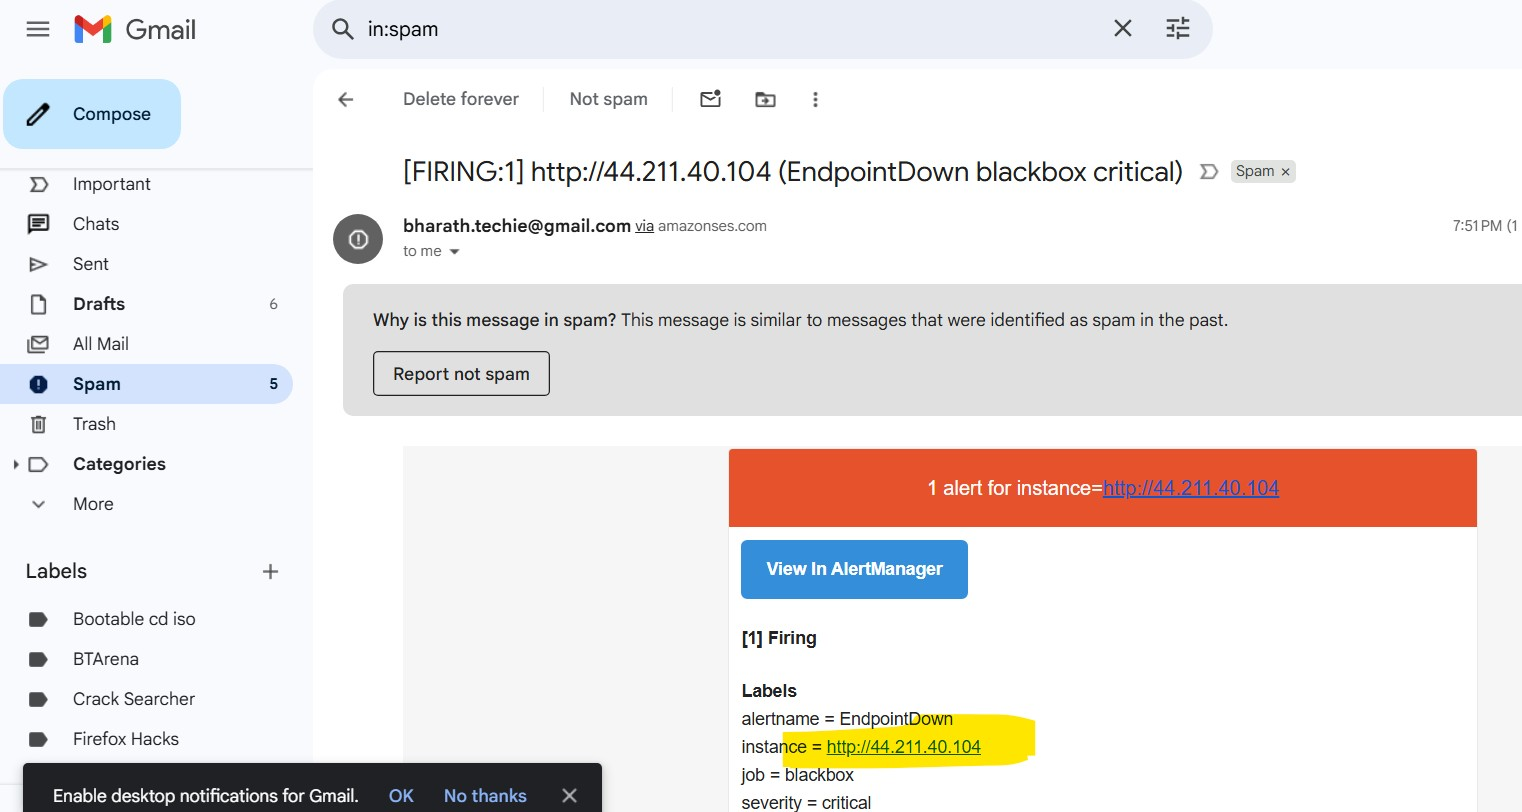 Gmail
in:spam
Compose
Delete forever
Not spam
Important
Chats
Sent
Drafts 6
All Mail
Spam 5
Trash
Categories
More
Labels
Bootable cd iso
BTArena
Crack Searcher
Firefox Hacks
[FIRING:1] http://44.211.40.104 (EndpointDown blackbox critical)
Spam ×
bharath.techie@gmail.com via amazonses.com
7:51 PM (1
to me
Why is this message in spam? This message is similar to messages that were identified as spam in the past.
Report not spam
1 alert for instance=http://44.211.40.104
View In AlertManager
[1] Firing
Labels
alertname = EndpointDown
instance = http://44.211.40.104
job = blackbox
severity = critical
Enable desktop notifications for Gmail. OK No thanks